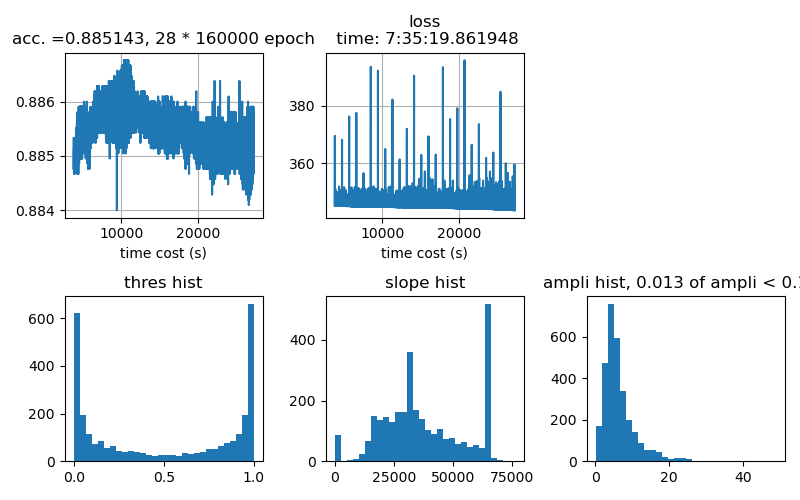 acc. =0.885143, 28 * 160000 epoch
0.886
0.885
0.884
10000 20000
time cost (s)
loss
time: 7:35:19.861948
380
360
10000 20000
time cost (s)
thres hist
600
400
200
0
0.0 0.5 1.0
slope hist
400
200
0
0 25000 50000 75000
ampli hist, 0.013 of ampli < 0.
600
400
200
0
0 20 40